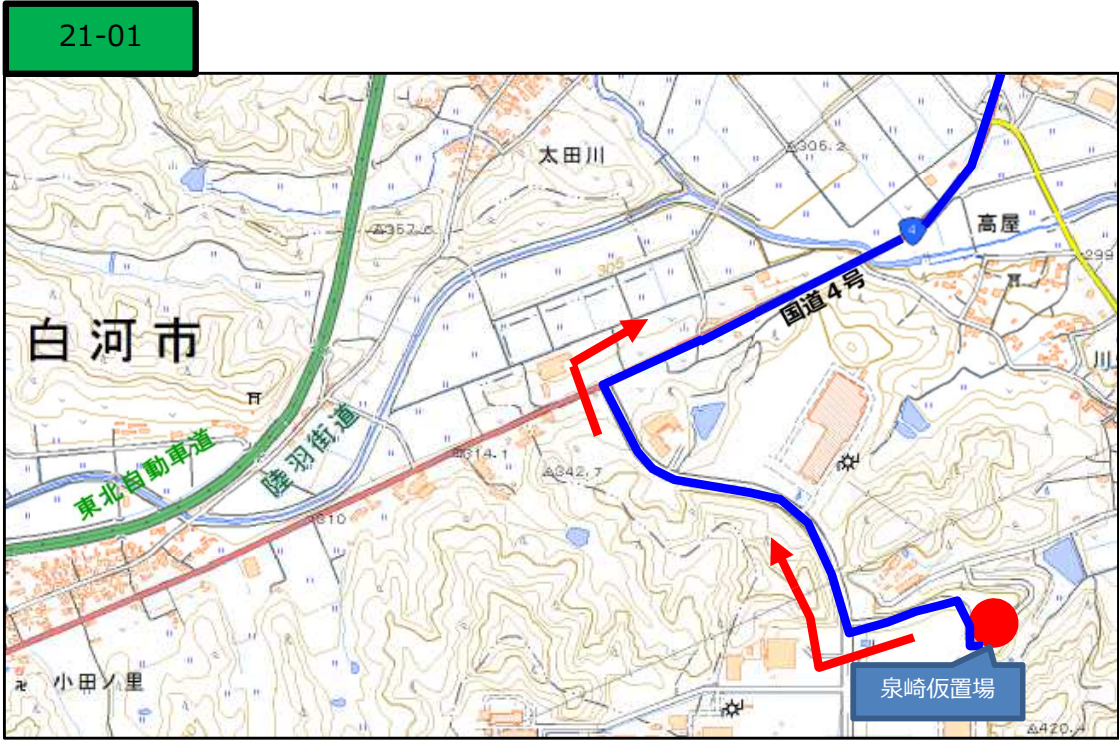 21-01
太田川
306.2
4
高屋
357.6
305
299
国道4号
白河市
川
陸羽街道
東北自動車道
314.1
342.7
310
小田ノ里
泉崎仮置場
420.4